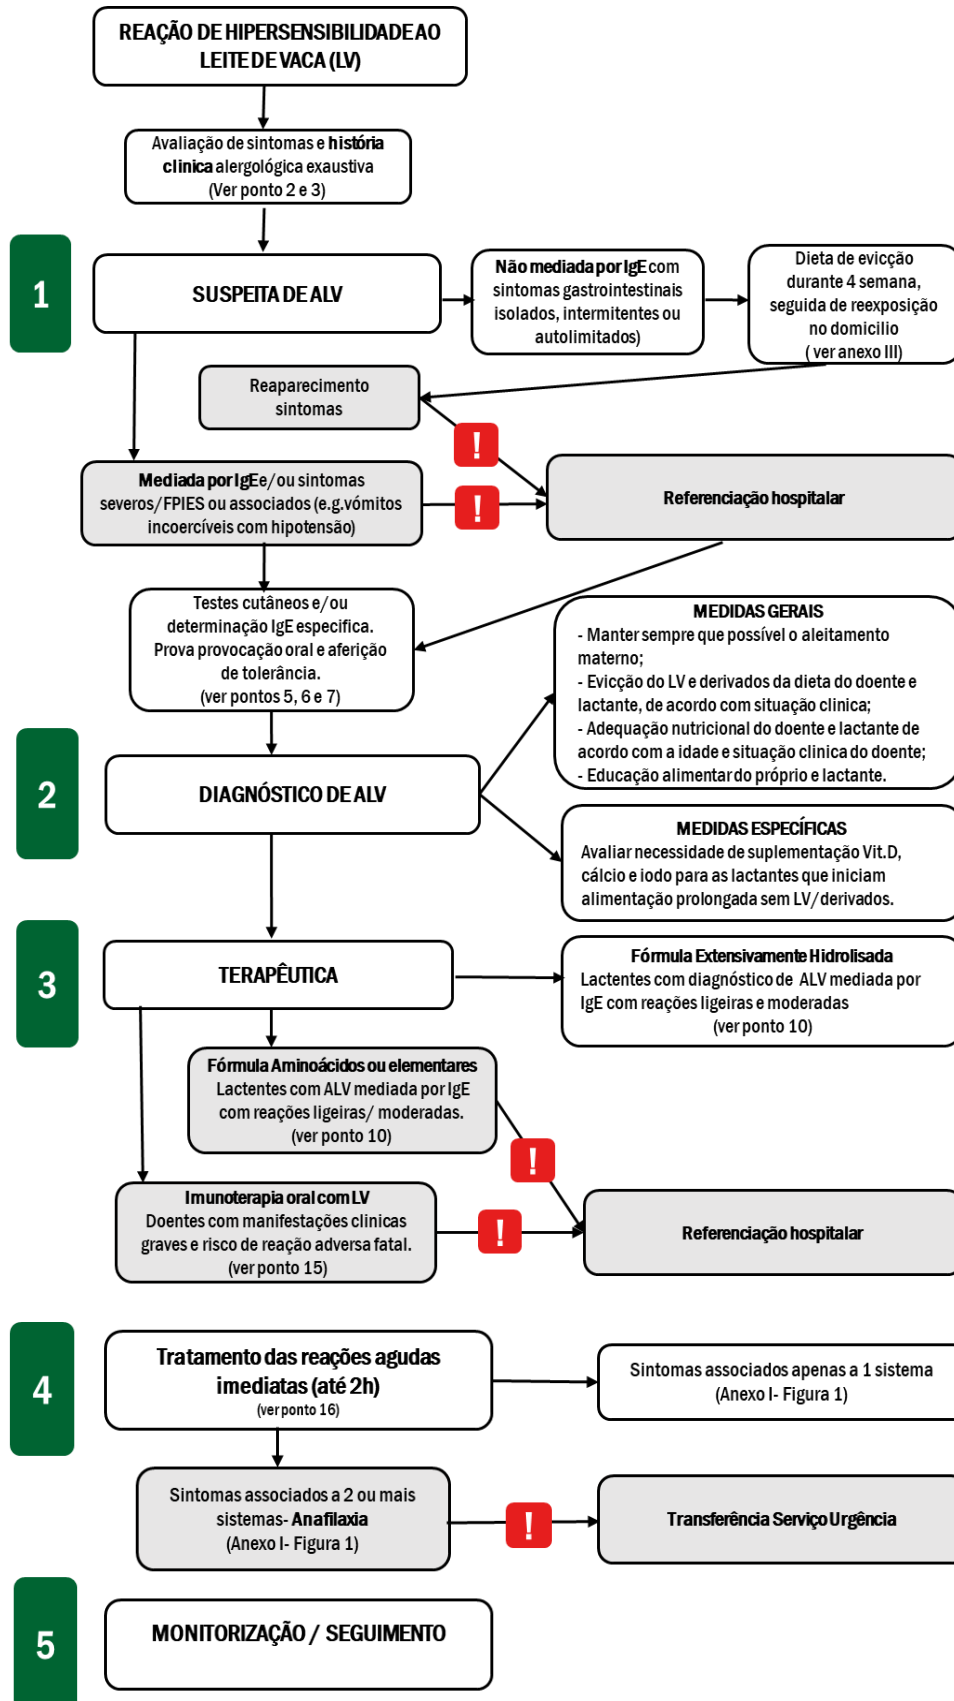 REAÇÃO DE HIPERSENSIBILIDADE AO
LEITE DE VACA (LV)
Avaliação de sintomas e história
clinica alergológica exaustiva
(Ver ponto 2 e 3)
1
SUSPEITA DE ALV
Não mediada por IgE com
sintomas gastrointestinais
isolados, intermitentes ou
autolimitados)
Dieta de evicção
durante 4 semana,
seguida de reexposição
no domicilio
( ver anexo III)
Reaparecimento
sintomas
!
Mediada por IgE e/ou sintomas
severos/FPIES ou associados (e.g.vómitos
incoercíveis com hipotensão)
!
Referenciação hospitalar
Testes cutâneos e/ou
determinação IgE especifica.
Prova provocação oral e aferição
de tolerância.
(ver pontos 5, 6 e 7)
MEDIDAS GERAIS
- Manter sempre que possível o aleitamento
materno;
- Evicção do LV e derivados da dieta do doente e
lactante, de acordo com situação clinica;
- Adequação nutricional do doente e lactante de
acordo com a idade e situação clinica do doente;
- Educação alimentar do próprio e lactante.
2
DIAGNÓSTICO DE ALV
MEDIDAS ESPECÍFICAS
Avaliar necessidade de suplementação Vit.D,
cálcio e iodo para as lactantes que iniciam
alimentação prolongada sem LV/derivados.
3
TERAPÊUTICA
Fórmula Extensivamente Hidrolisada
Lactentes com diagnóstico de ALV mediada por
IgE com reações ligeiras e moderadas
(ver ponto 10)
Fórmula Aminoácidos ou elementares
Lactentes com ALV mediada por IgE
com reações ligeiras/ moderadas.
(ver ponto 10)
!
Imunoterapia oral com LV
Doentes com manifestações clinicas
graves e risco de reação adversa fatal.
(ver ponto 15)
!
Referenciação hospitalar
4
Tratamento das reações agudas
imediatas (até 2h)
(ver ponto 16)
Sintomas associados apenas a 1 sistema
(Anexo I- Figura 1)
Sintomas associados a 2 ou mais
sistemas- Anafilaxia
(Anexo I- Figura 1)
!
Transferência Serviço Urgência
5
MONITORIZAÇÃO / SEGUIMENTO